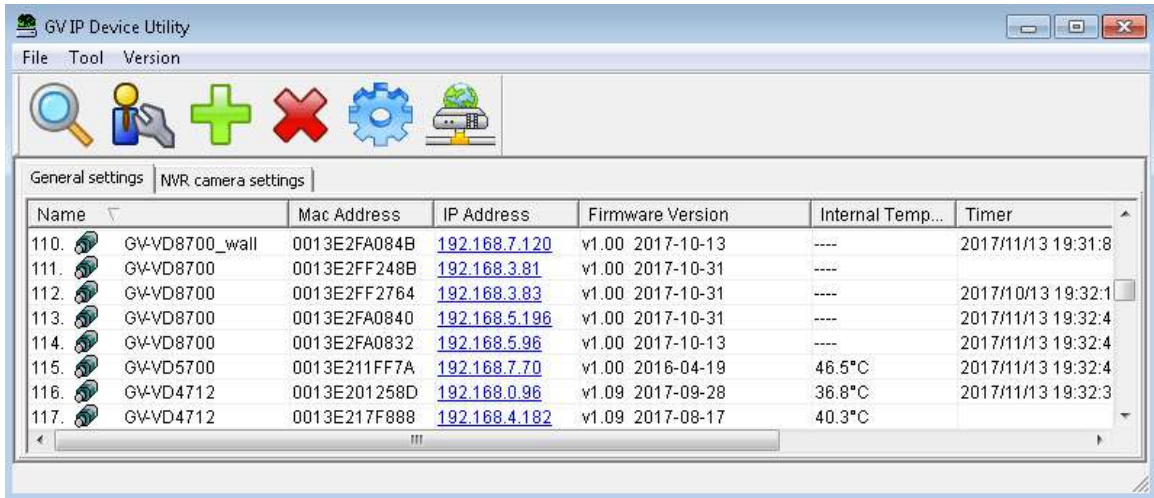 GV IP Device Utility
File Tool Version
General settings NVR camera settings
Name Mac Address IP Address Firmware Version Internal Temp... Timer
110. GV-VD8700_wall 0013E2FA084B 192.168.7.120 v1.00 2017-10-13 ---- 2017/11/13 19:31:8
111. GV-VD8700 0013E2FF248B 192.168.3.81 v1.00 2017-10-31 ----
112. GV-VD8700 0013E2FF2764 192.168.3.83 v1.00 2017-10-31 ---- 2017/10/13 19:32:1
113. GV-VD8700 0013E2FA0840 192.168.5.196 v1.00 2017-10-31 ---- 2017/11/13 19:32:4
114. GV-VD8700 0013E2FA0832 192.168.5.96 v1.00 2017-10-13 ---- 2017/11/13 19:32:4
115. GV-VD5700 0013E211FF7A 192.168.7.70 v1.00 2016-04-19 46.5°C 2017/11/13 19:32:4
116. GV-VD4712 0013E201258D 192.168.0.96 v1.09 2017-09-28 36.8°C 2017/11/13 19:32:3
117. GV-VD4712 0013E217F888 192.168.4.182 v1.09 2017-08-17 40.3°C